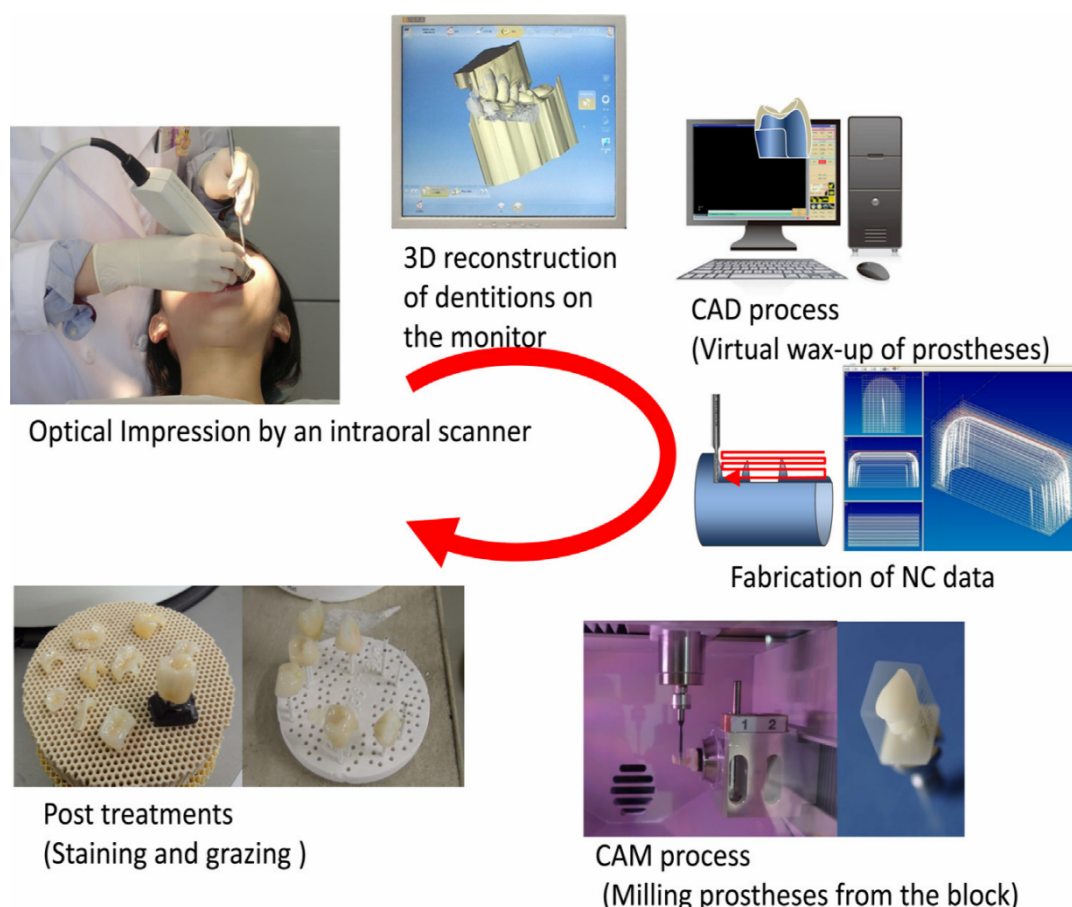 3D reconstruction
of dentitions on
the monitor
CAD process
(Virtual wax-up of prostheses)
Optical Impression by an intraoral scanner
Fabrication of NC data
1 2
Post treatments
(Staining and grazing )
CAM process
(Milling prostheses from the block)